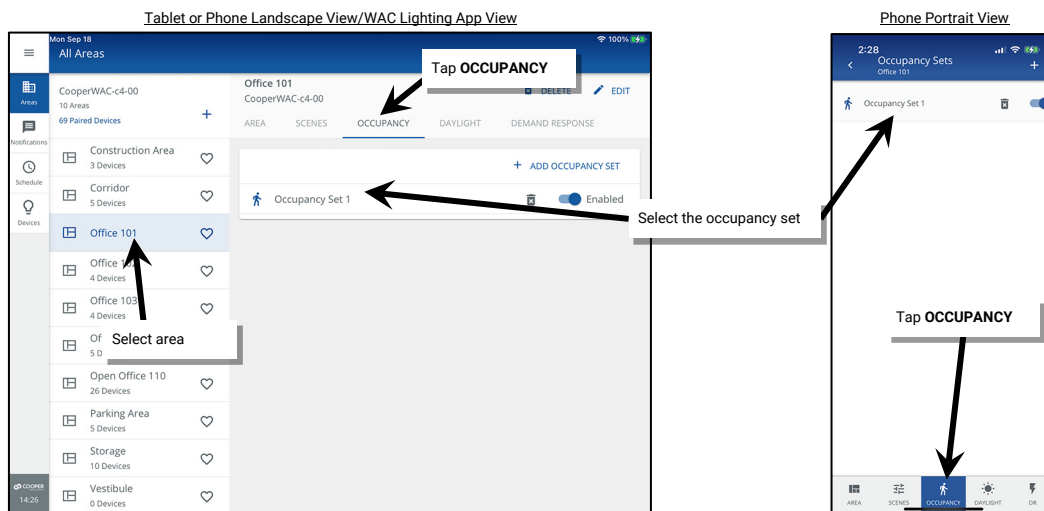 Tablet or Phone Landscape View/WAC Lighting App View
Phone Portrait View
Mon Sep 18
100%
All Areas
Areas
Notifications
Schedule
Devices
COOPER
14:26
CooperWAC-c4-00
10 Areas
69 Paired Devices
+
Construction Area
3 Devices
Corridor
5 Devices
Office 101
Office 102
4 Devices
Office 103
4 Devices
Of
5 D
Open Office 110
26 Devices
Parking Area
5 Devices
Storage
10 Devices
Vestibule
0 Devices
Select area
Office 101
CooperWAC-c4-00
DELETE
EDIT
Tap OCCUPANCY
AREA SCENES OCCUPANCY DAYLIGHT DEMAND RESPONSE
+ ADD OCCUPANCY SET
Occupancy Set 1
Enabled
Select the occupancy set
2:28
Occupancy Sets
+
Office 101
Occupancy Set 1
Tap OCCUPANCY
AREA SCENES OCCUPANCY DAYLIGHT DR